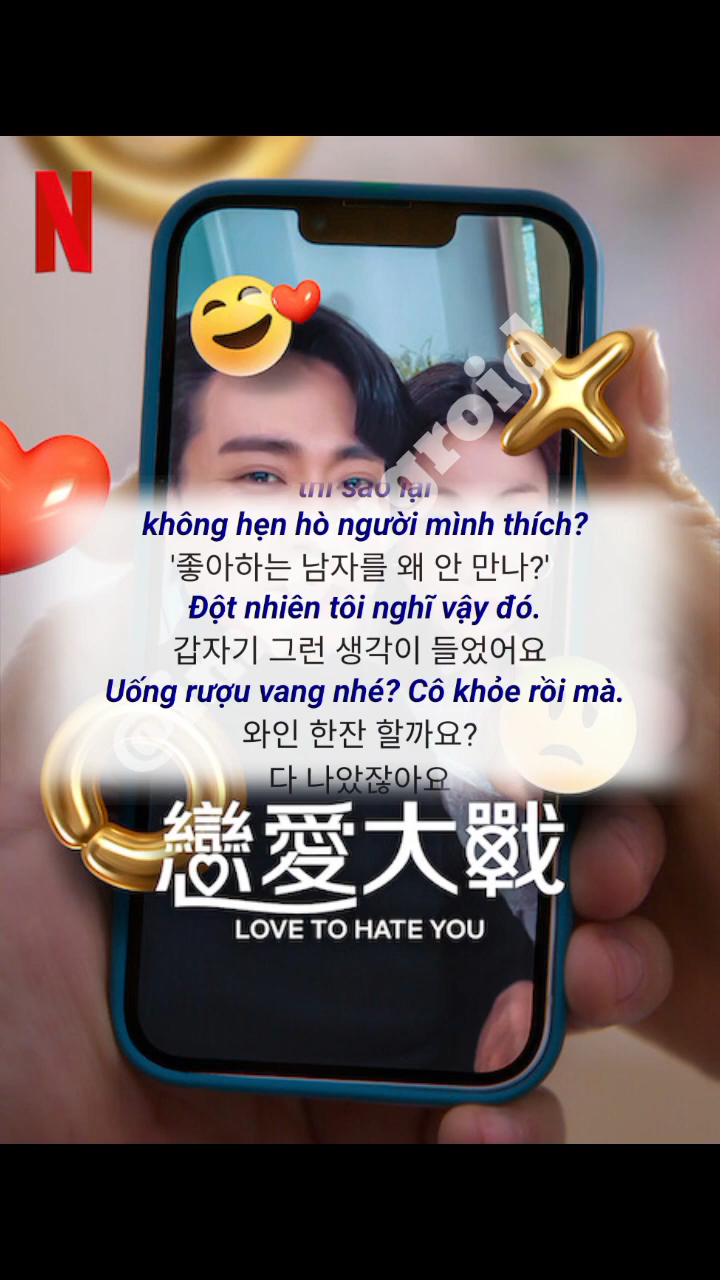 N
thì sao lại
không hẹn hò người mình thích?
'좋아하는 남자를 왜 안 만나?'
Đột nhiên tôi nghĩ vậy đó.
갑자기 그런 생각이 들었어요
Uống rượu vang nhé? Cô khỏe rồi mà.
와인 한잔 할까요?
다 나았잖아요
戀愛大戰
LOVE TO HATE YOU